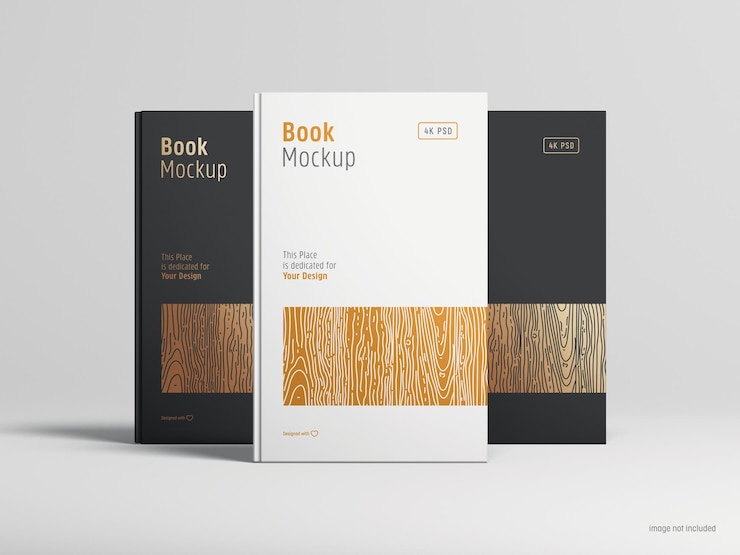 Book
Mockup
This Place
is dedicated for
Your Design
Designed with
Book
Mockup
4K PSD
This Place
is dedicated for
Your Design
Designed with
4K PSD
image not included